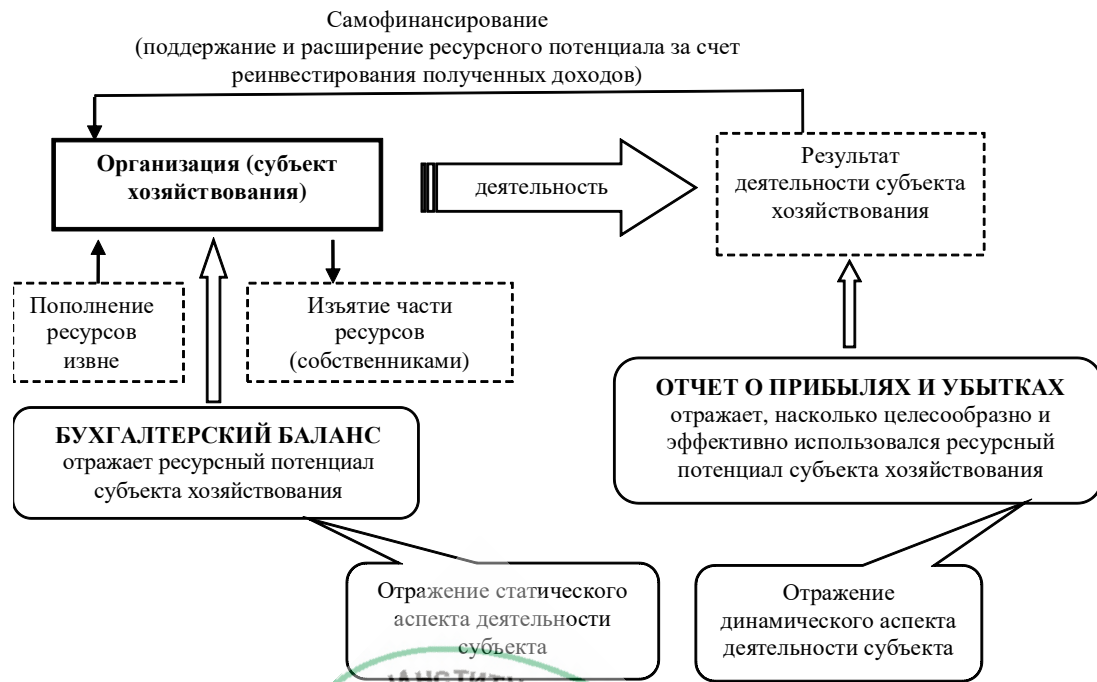 Самофинансирование
(поддержание и расширение ресурсного потенциала за счет
реинвестирования полученных доходов)
Организация (субъект
хозяйствования)
деятельность
Результат
деятельности субъекта
хозяйствования
Пополнение
ресурсов
извне
Изъятие части
ресурсов
(собственниками)
БУХГАЛТЕРСКИЙ БАЛАНС
отражает ресурсный потенциал
субъекта хозяйствования
ОТЧЕТ О ПРИБЫЛЯХ И УБЫТКАХ
отражает, насколько целесообразно и
эффективно использовался ресурсный
потенциал субъекта хозяйствования
Отражение статического
аспекта деятельности
субъекта
Отражение
динамического аспекта
деятельности субъекта